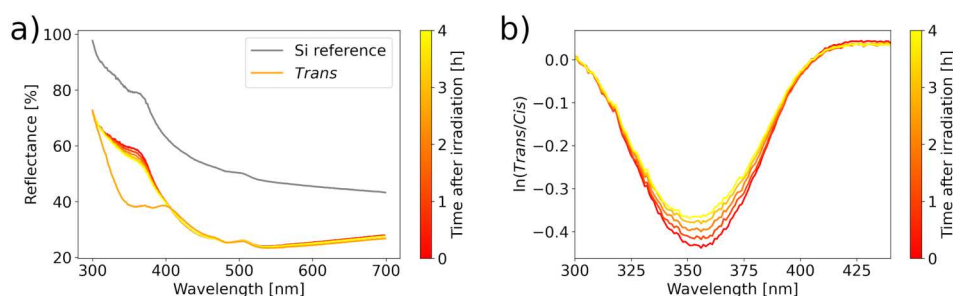 a)
100
80
60
40
20
Reflectance [%]
300 400 500 600 700
Wavelength [nm]
Si reference
Trans
4
3
2
1
0
Time after irradiation [h]
b)
0.0
−0.1
−0.2
−0.3
−0.4
ln(Trans/Cis)
300 325 350 375 400 425
Wavelength [nm]
4
3
2
1
0
Time after irradiation [h]